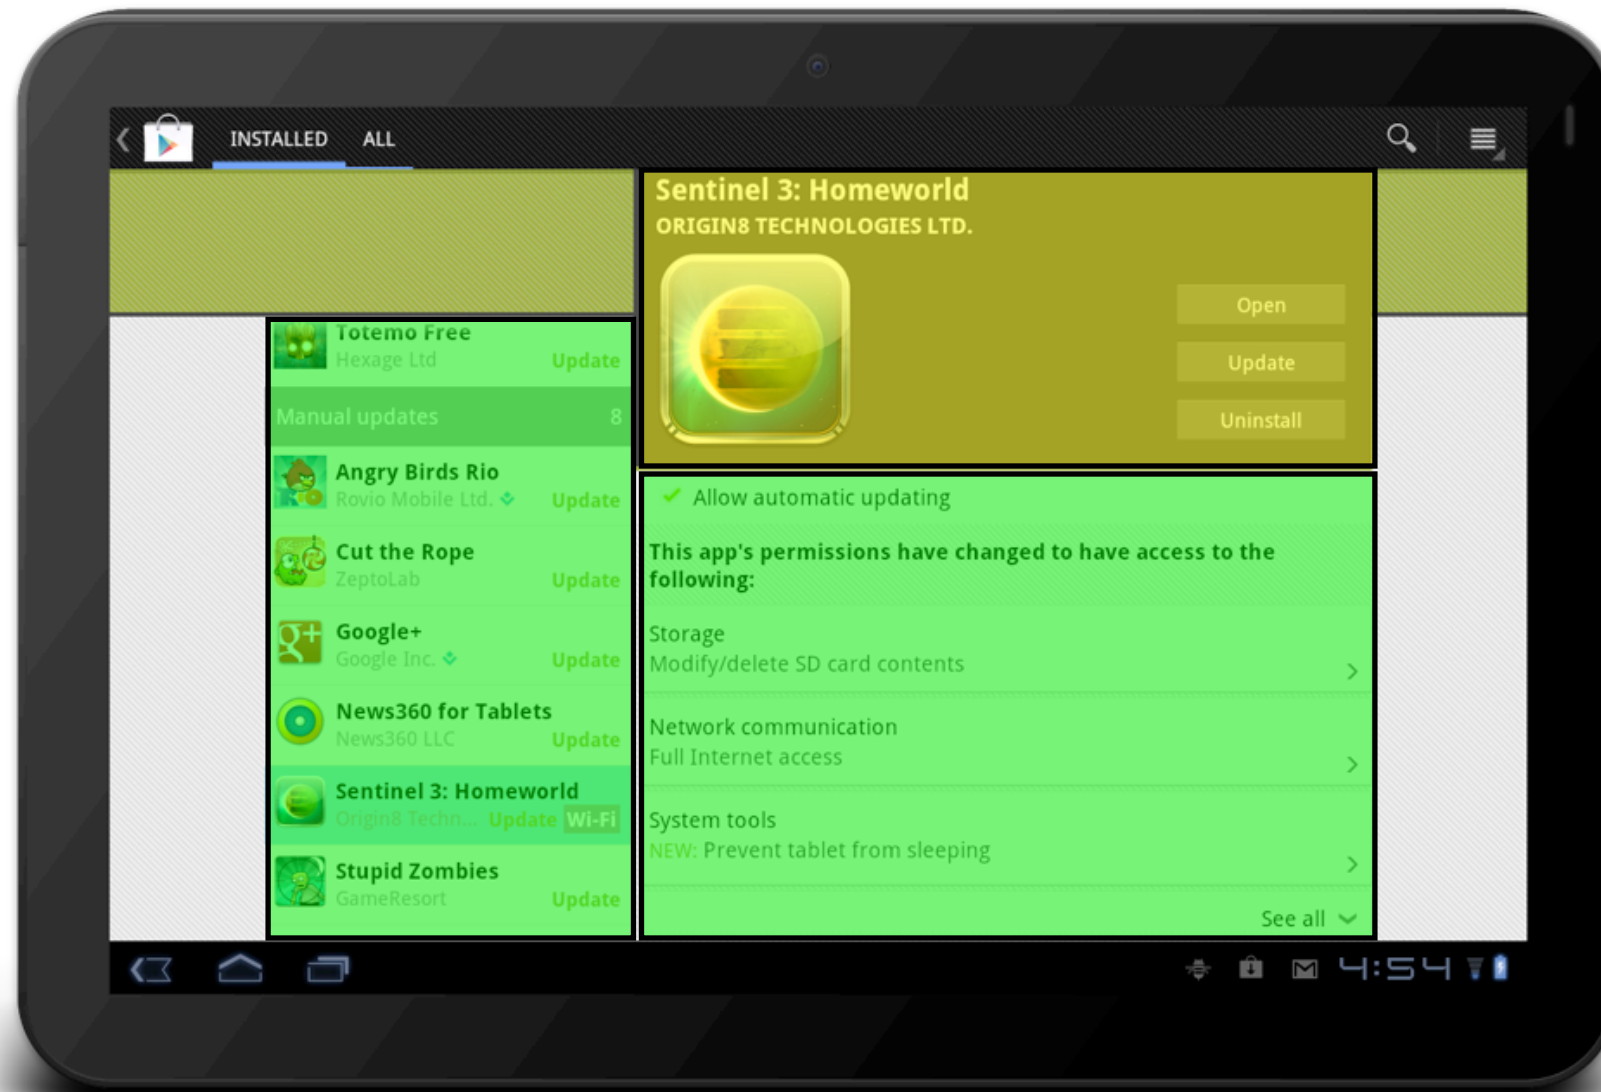 INSTALLED ALL
Sentinel 3: Homeworld
ORIGIN8 TECHNOLOGIES LTD.
Open
Update
Uninstall
Totemo Free
Hexage Ltd Update
Manual updates 8
Angry Birds Rio
Rovio Mobile Ltd. Update
Cut the Rope
ZeptoLab Update
g+ Google+
Google Inc. Update
News360 for Tablets
News360 LLC Update
Sentinel 3: Homeworld
Origin8 Techn... Update Wi-Fi
Stupid Zombies
GameResort Update
Allow automatic updating
This app's permissions have changed to have access to the
following:
Storage
Modify/delete SD card contents
Network communication
Full Internet access
System tools
NEW: Prevent tablet from sleeping
See all
4:54